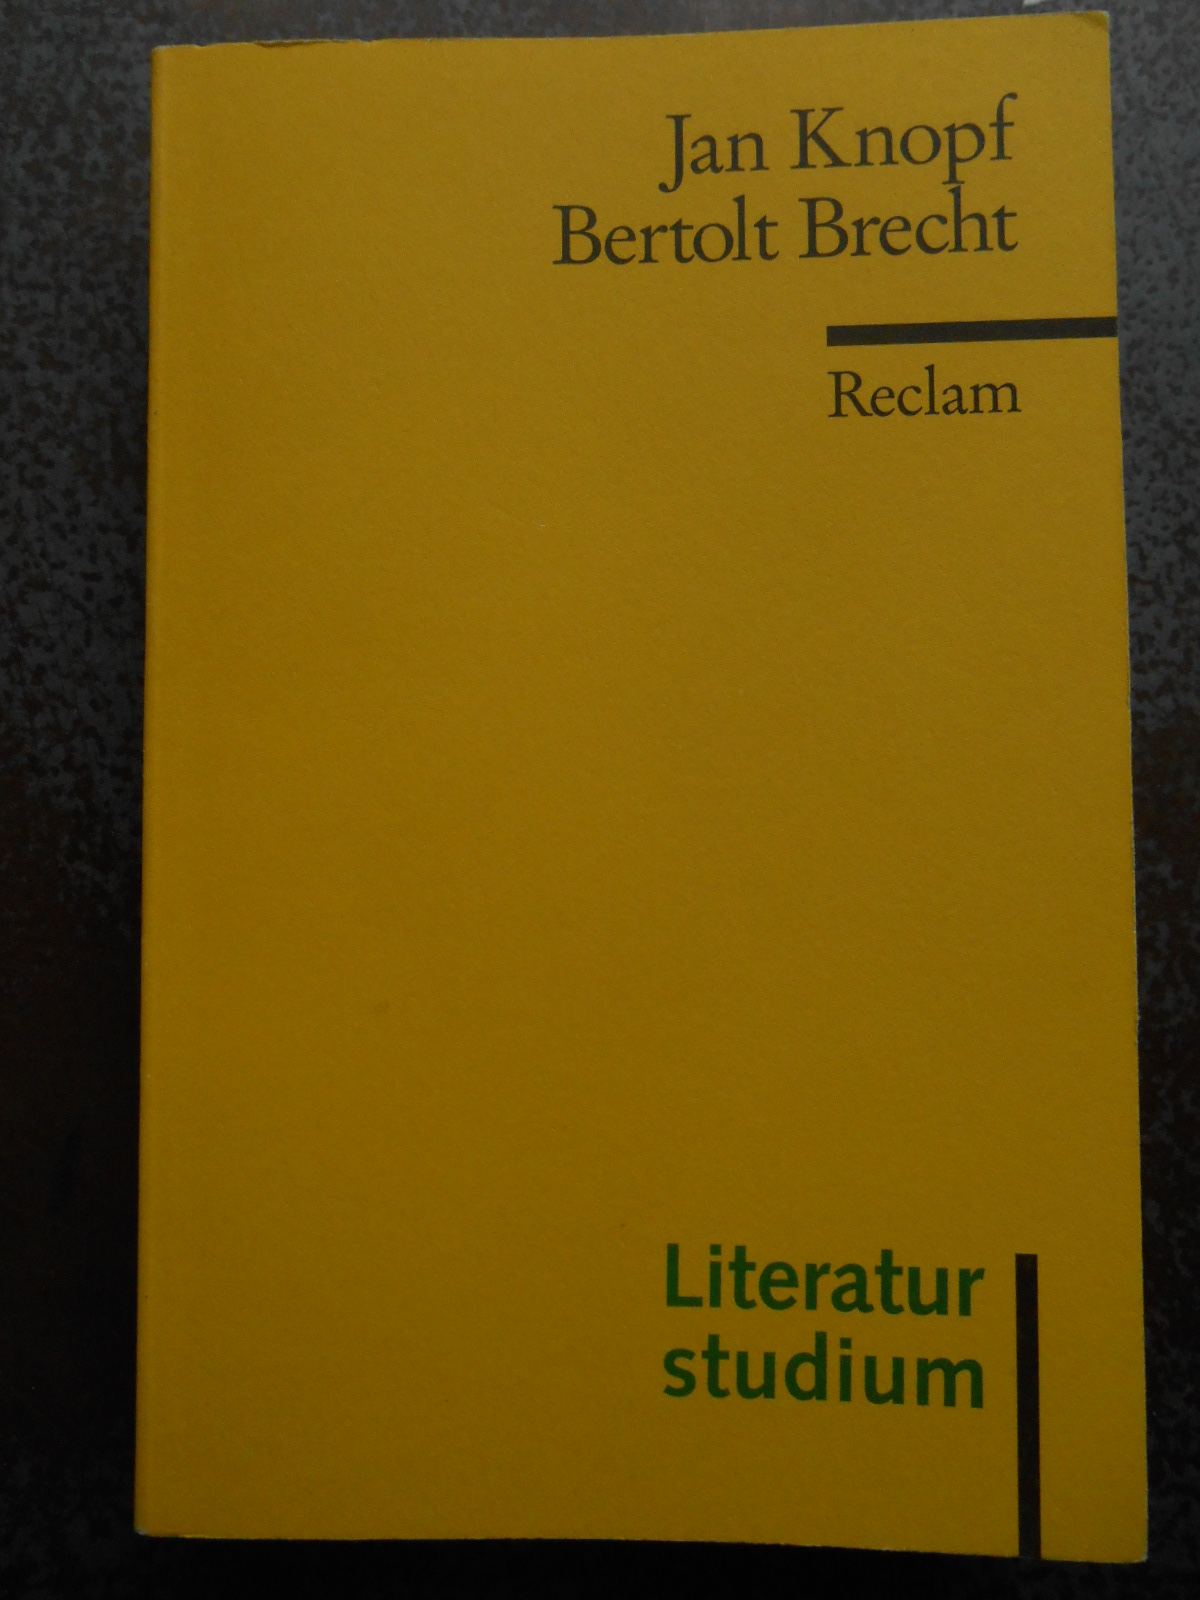 Jan Knopf
Bertolt Brecht
Reclam
Literatur
studium